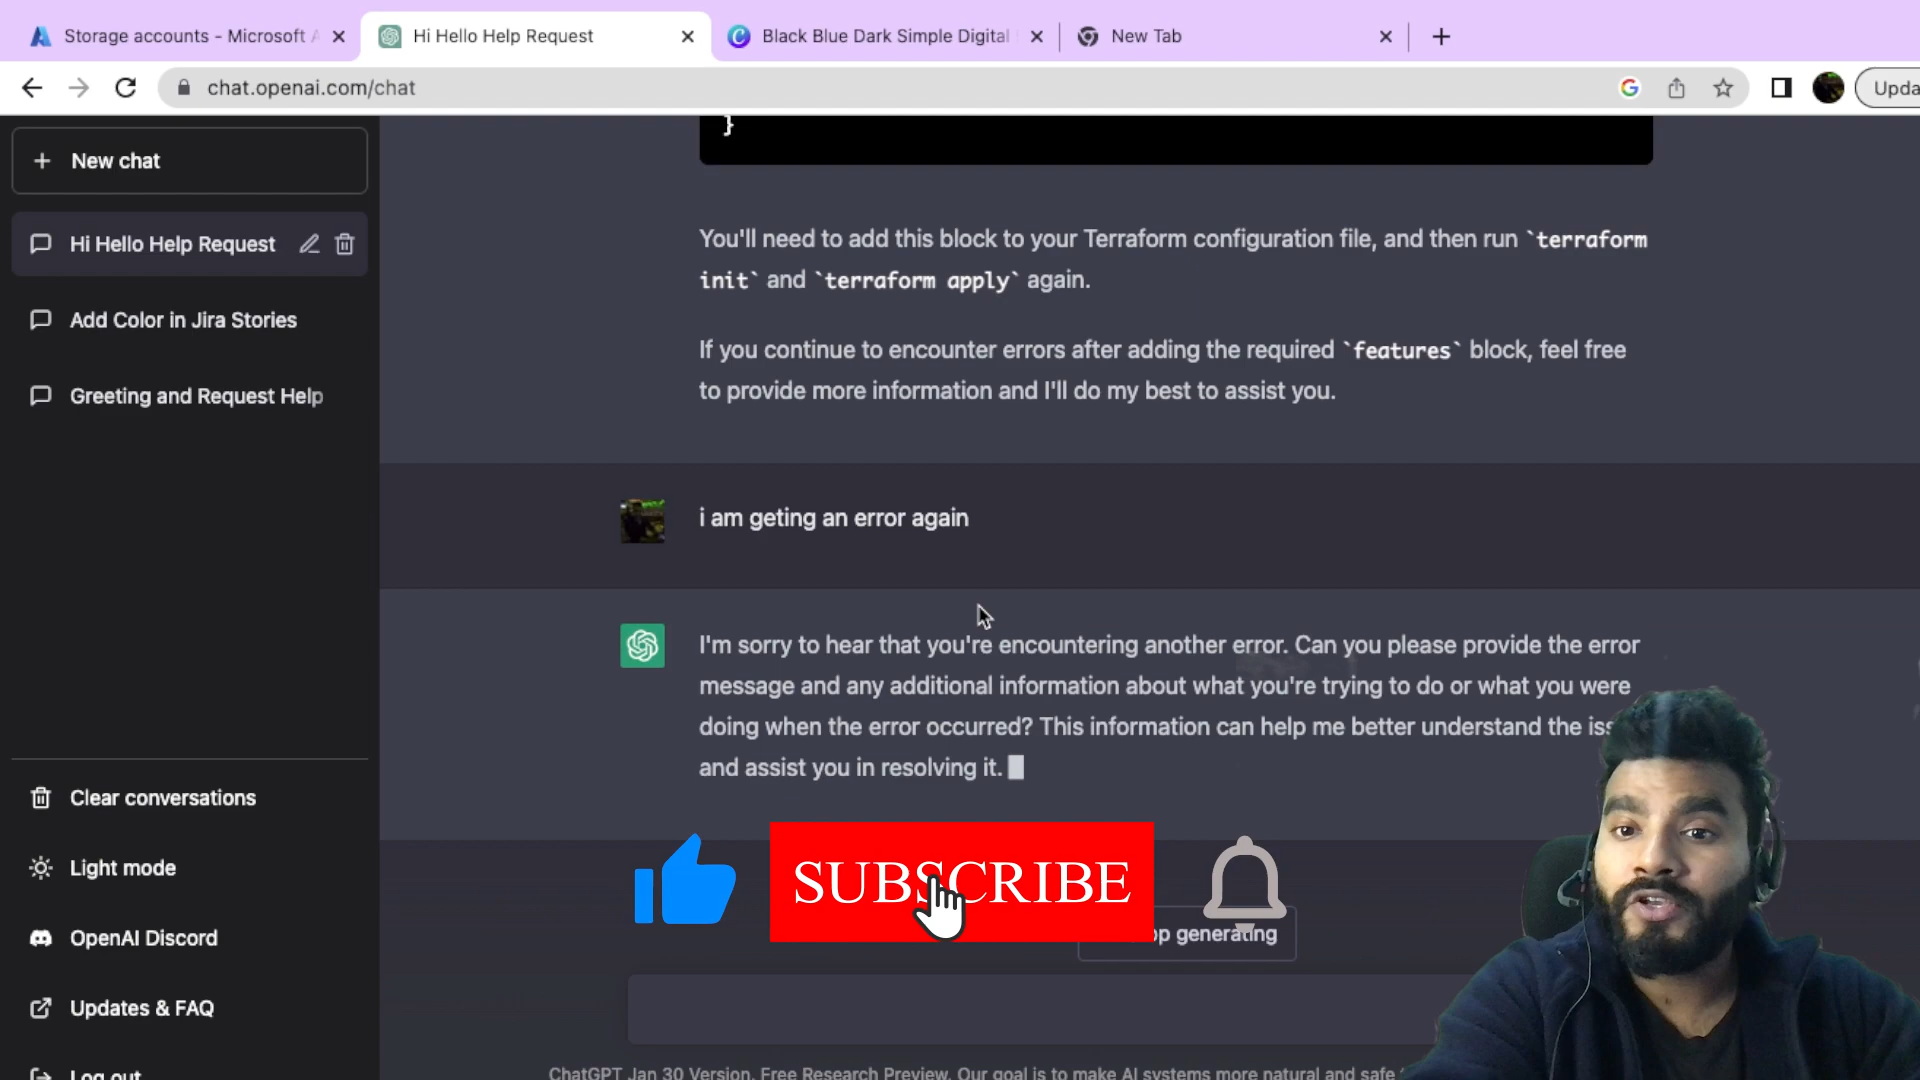 Storage accounts - Microsoft A
Hi Hello Help Request
Black Blue Dark Simple Digital
New Tab
chat.openai.com/chat
Upda
New chat
Hi Hello Help Request
Add Color in Jira Stories
Greeting and Request Help
Clear conversations
Light mode
OpenAI Discord
Updates & FAQ
Log out
}
You'll need to add this block to your Terraform configuration file, and then run `terraform
init` and `terraform apply` again.
If you continue to encounter errors after adding the required `features` block, feel free
to provide more information and I'll do my best to assist you.
i am geting an error again
I'm sorry to hear that you're encountering another error. Can you please provide the error
message and any additional information about what you're trying to do or what you were
doing when the error occurred? This information can help me better understand the iss
and assist you in resolving it.
SUBSCRIBE
op generating
ChatGPT Jan 30 Version. Free Research Preview. Our goal is to make AI systems more natural and safe